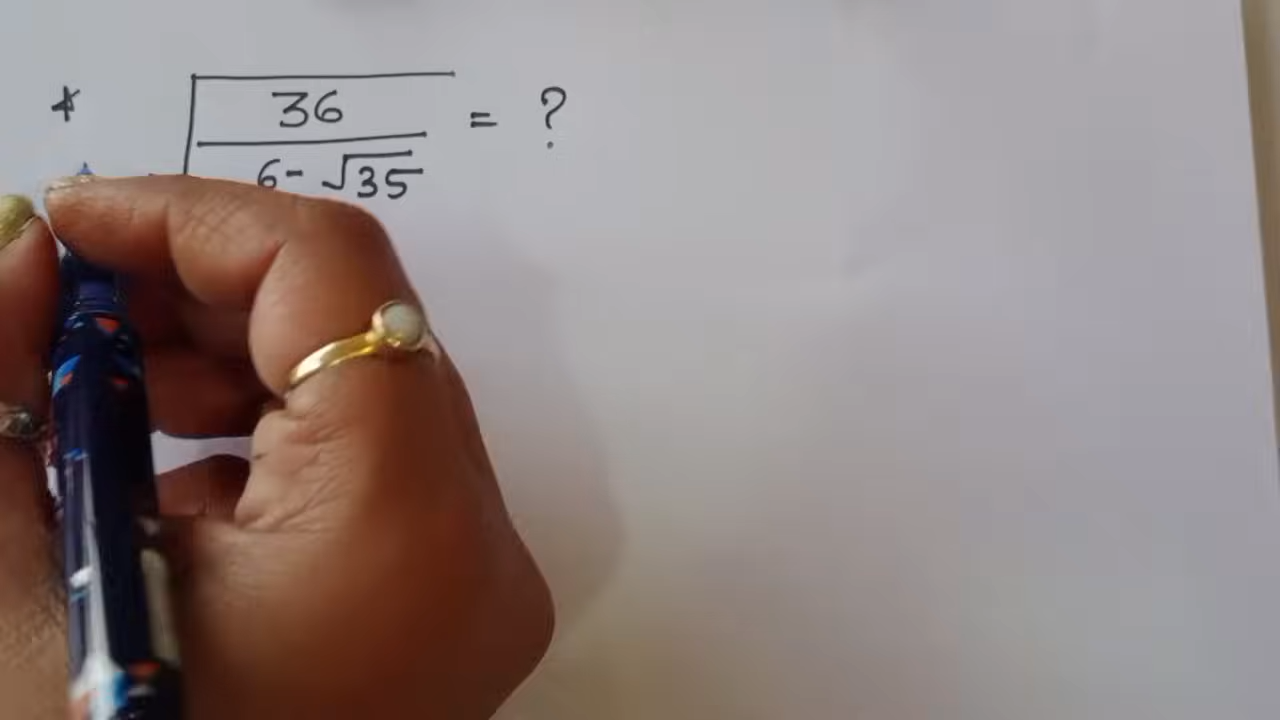 * √(36 / (6 - √35)) = ?